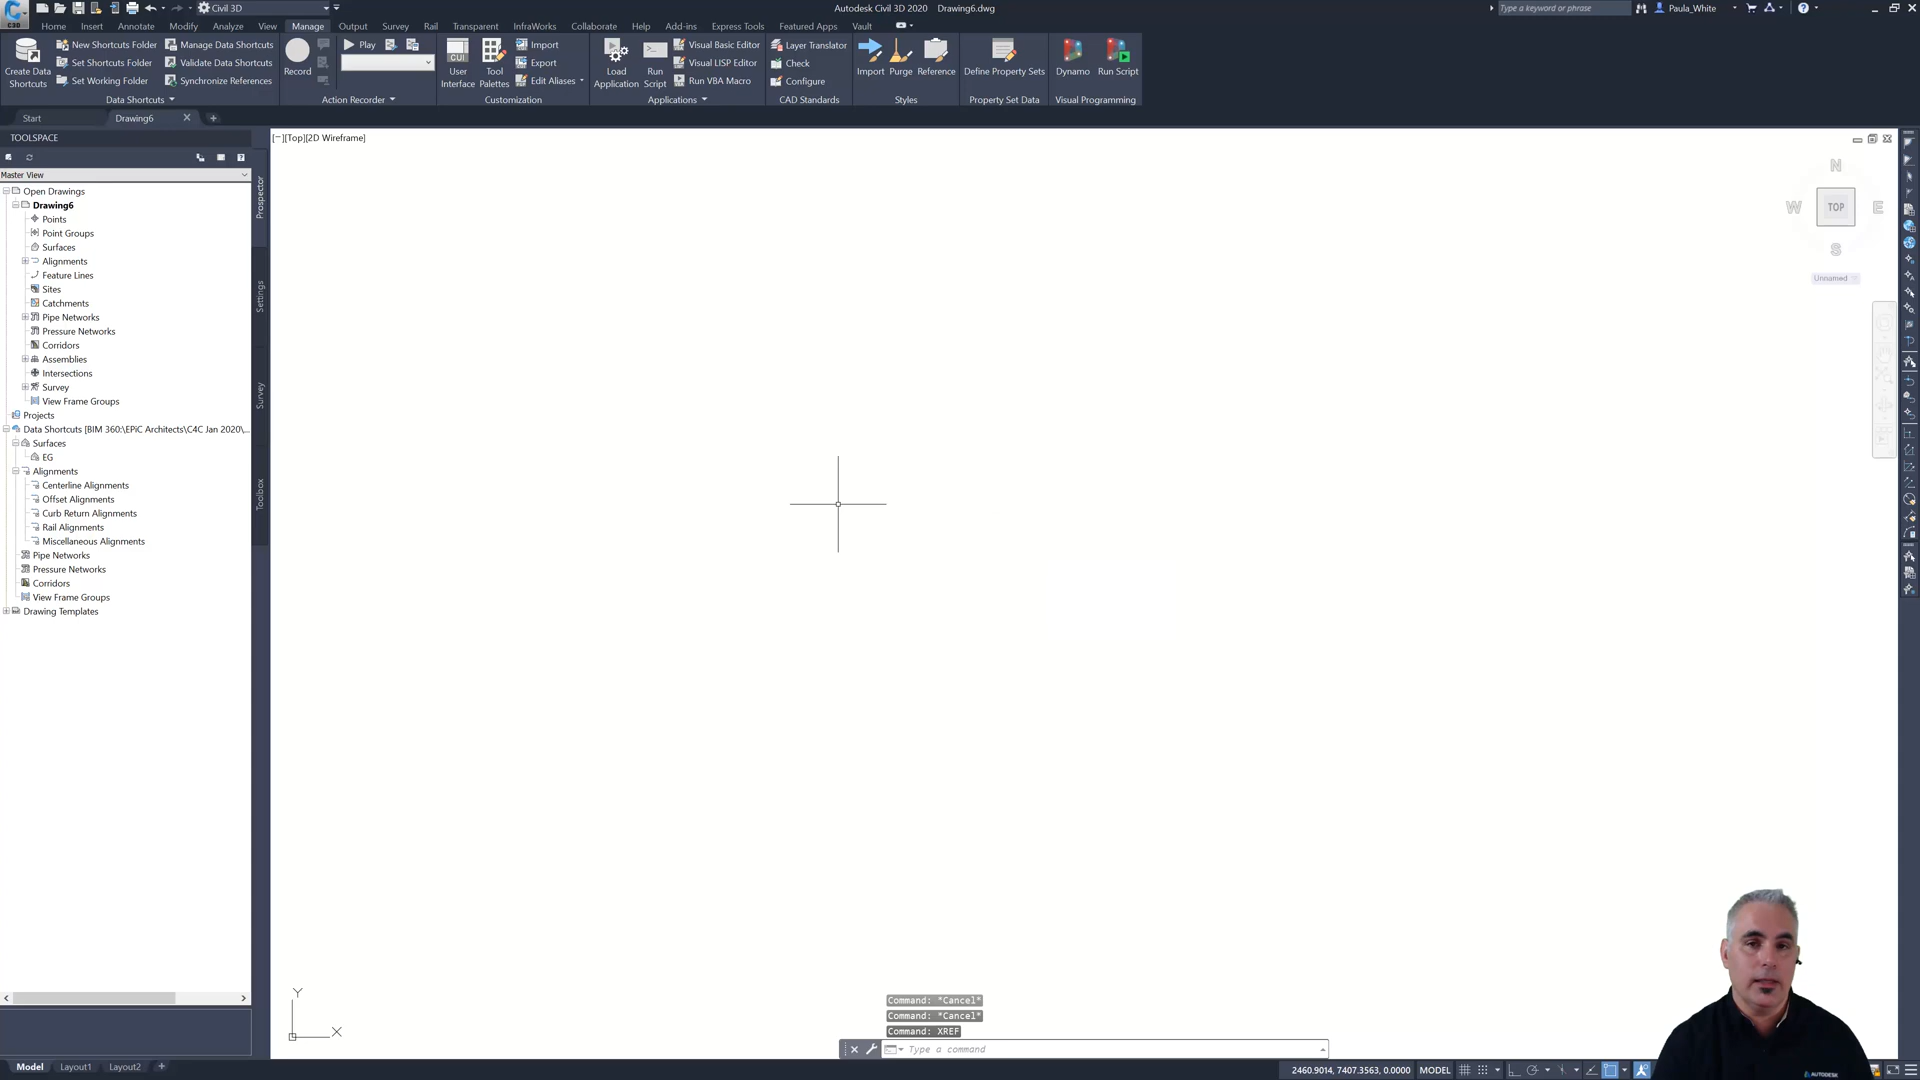 Civil 3D
Autodesk Civil 3D 2020 Drawing6.dwg
Type a keyword or phrase
Paula_White
C3D
Home Insert Annotate Modify Analyze View Manage Output Survey Rail Transparent InfraWorks Collaborate Help Add-ins Express Tools Featured Apps Vault
Create Data Shortcuts
New Shortcuts Folder
Set Shortcuts Folder
Set Working Folder
Manage Data Shortcuts
Validate Data Shortcuts
Synchronize References
Data Shortcuts
Record
Play
Action Recorder
CUI
User Interface
Tool Palettes
Import
Export
Edit Aliases
Customization
Load Application
Run Script
Visual Basic Editor
Visual LISP Editor
Run VBA Macro
Applications
Layer Translator
Check
Configure
CAD Standards
Import
Purge
Reference
Styles
Define Property Sets
Property Set Data
Dynamo
Run Script
Visual Programming
Start
Drawing6
TOOLSPACE
Master View
Open Drawings
Drawing6
Points
Point Groups
Surfaces
Alignments
Feature Lines
Sites
Catchments
Pipe Networks
Pressure Networks
Corridors
Assemblies
Intersections
Survey
View Frame Groups
Projects
Data Shortcuts [BIM 360:\EPiC Architects\C4C Jan 2020\,...
Surfaces
EG
Alignments
Centerline Alignments
Offset Alignments
Curb Return Alignments
Rail Alignments
Miscellaneous Alignments
Pipe Networks
Pressure Networks
Corridors
View Frame Groups
Drawing Templates
Prospector
Settings
Survey
Toolbox
[−][Top][2D Wireframe]
N
W
TOP
E
S
Unnamed
Y
X
Command: *Cancel*
Command: *Cancel*
Command: XREF
Type a command
Model Layout1 Layout2
2460.9014, 7407.3563, 0.0000 MODEL
AUTODESK